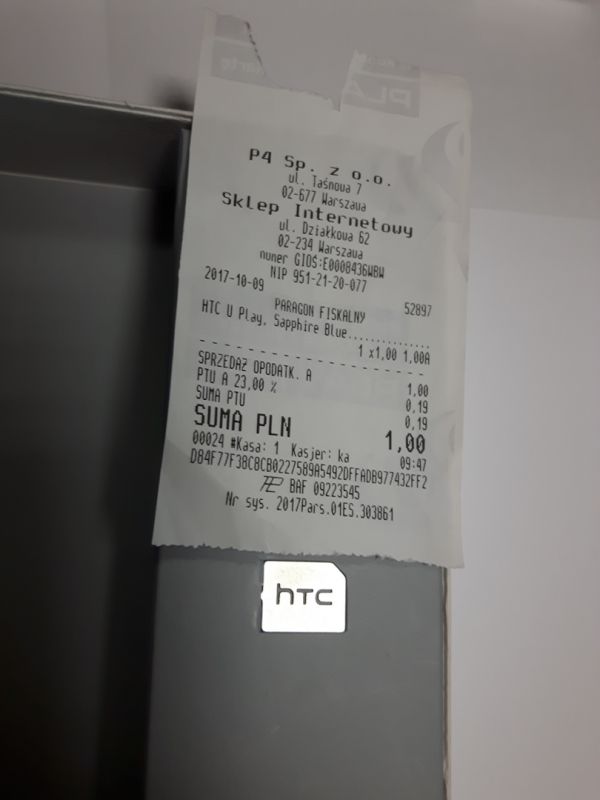 PLA
P4 Sp. z o.o.
ul. Taśmowa 7
02-677 Warszawa
Sklep Internetowy
ul. Działkowa 62
02-234 Warszawa
numer GIOŚ:E0008436WBW
NIP 951-21-20-077
2017-10-09 52897
PARAGON FISKALNY
HTC U Play, Sapphire Blue..............
1 x1,00 1,00A
SPRZEDAŻ OPODATK. A 1,00
PTU A 23,00 % 0,19
SUMA PTU 0,19
SUMA PLN 1,00
00024 #Kasa: 1 Kasjer: ka 09:47
D84F77F38C8CB0227589A5492DFFADB977432FF2
BAF 09223545
Nr sys. 2017Pars.01ES.303861
hTC